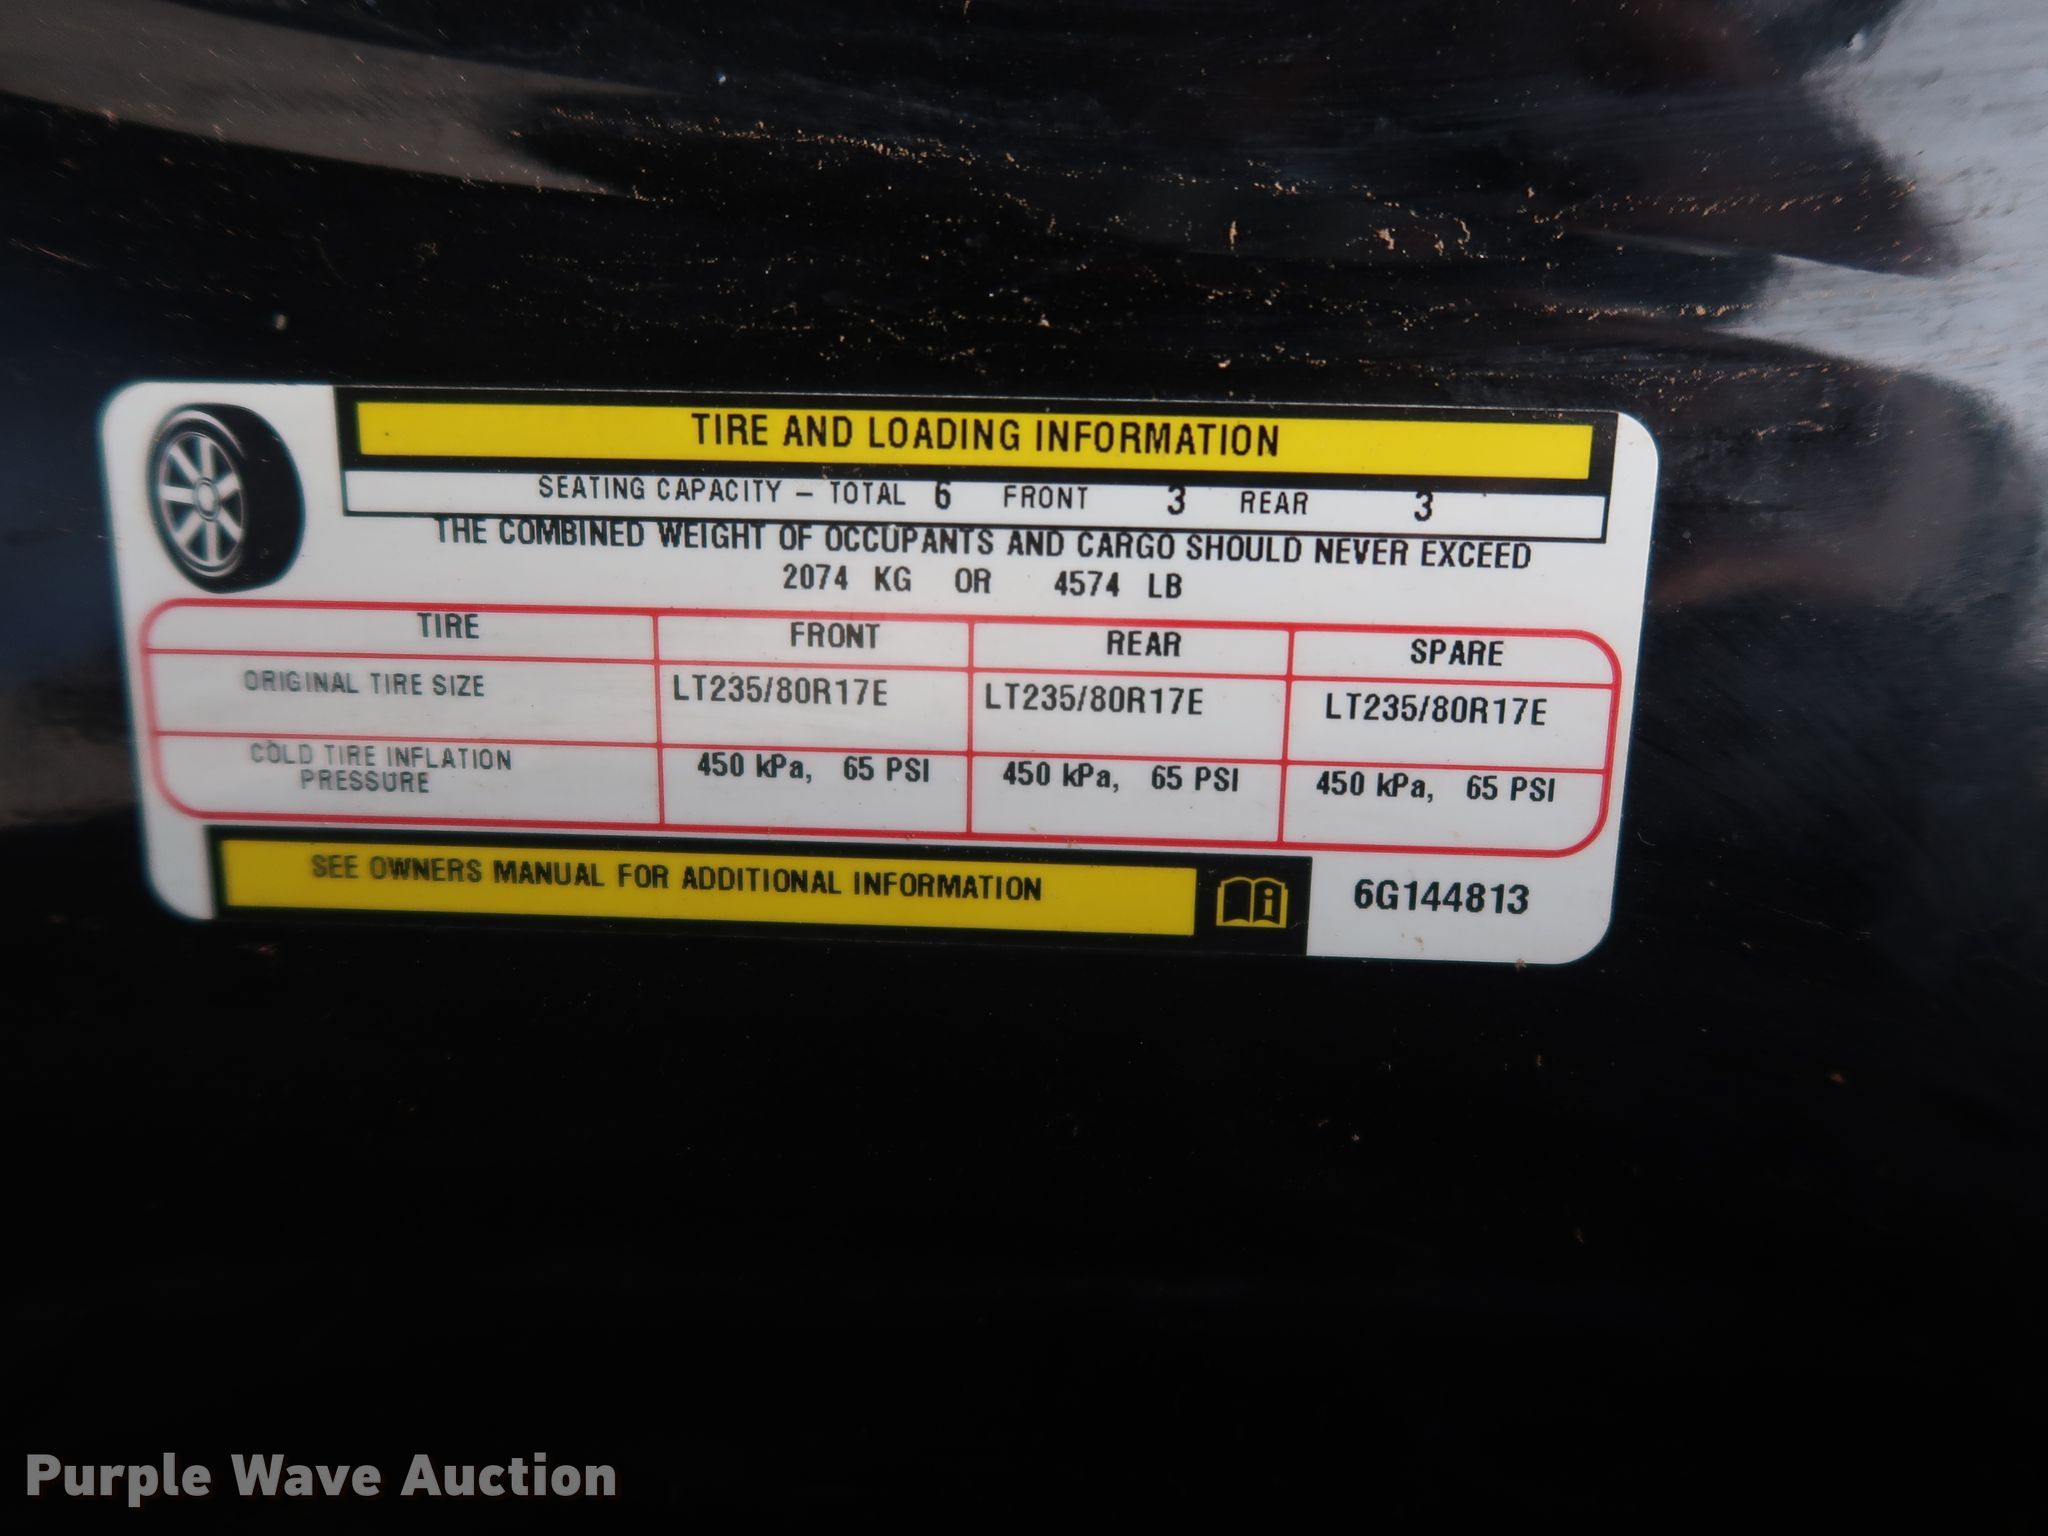 TIRE AND LOADING INFORMATION
SEATING CAPACITY – TOTAL 6 FRONT 3 REAR 3
THE COMBINED WEIGHT OF OCCUPANTS AND CARGO SHOULD NEVER EXCEED
2074 KG OR 4574 LB
TIRE FRONT REAR SPARE
ORIGINAL TIRE SIZE LT235/80R17E LT235/80R17E LT235/80R17E
COLD TIRE INFLATION
PRESSURE 450 kPa, 65 PSI 450 kPa, 65 PSI 450 kPa, 65 PSI
SEE OWNERS MANUAL FOR ADDITIONAL INFORMATION
6G144813
Purple Wave Auction